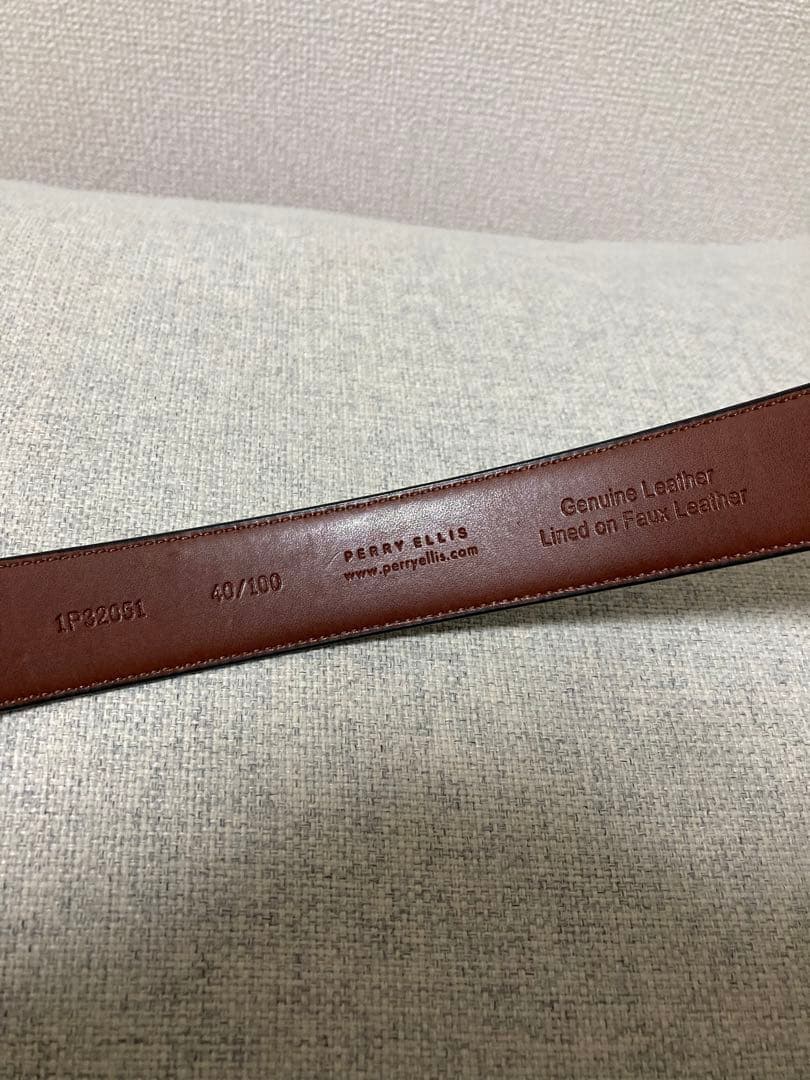 1P32051
40/100
PERRY ELLIS
www.perryellis.com
Genuine Leather
Lined on Faux Leather